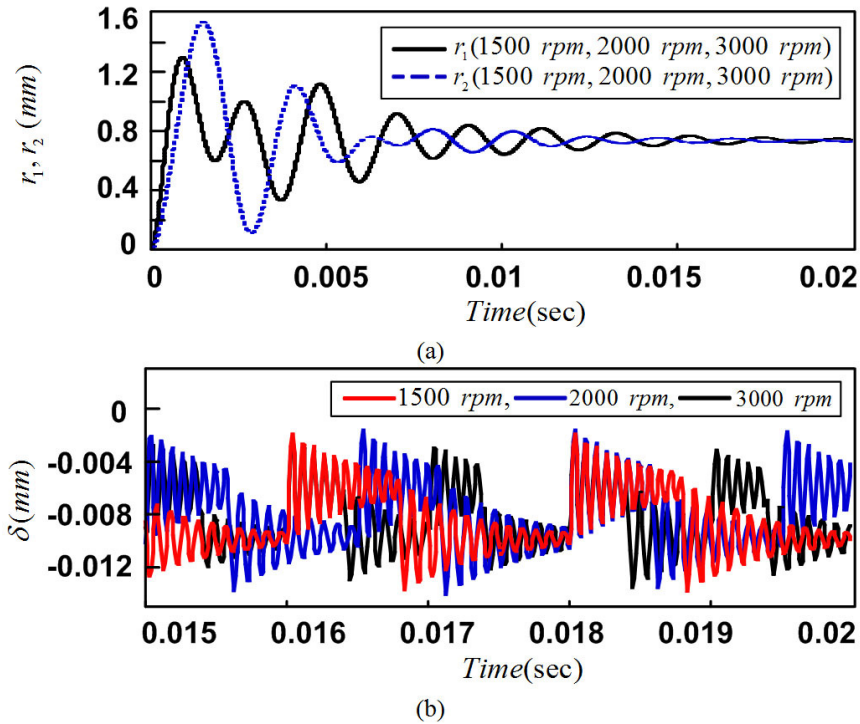 1.6
1.2
0.8
0.4
0
r₁, r₂ (mm)
r₁(1500 rpm, 2000 rpm, 3000 rpm)
r₂(1500 rpm, 2000 rpm, 3000 rpm)
0 0.005 0.01 0.015 0.02
Time(sec)
(a)
0
-0.004
-0.008
-0.012
δ(mm)
1500 rpm, 2000 rpm, 3000 rpm
0.015 0.016 0.017 0.018 0.019 0.02
Time(sec)
(b)